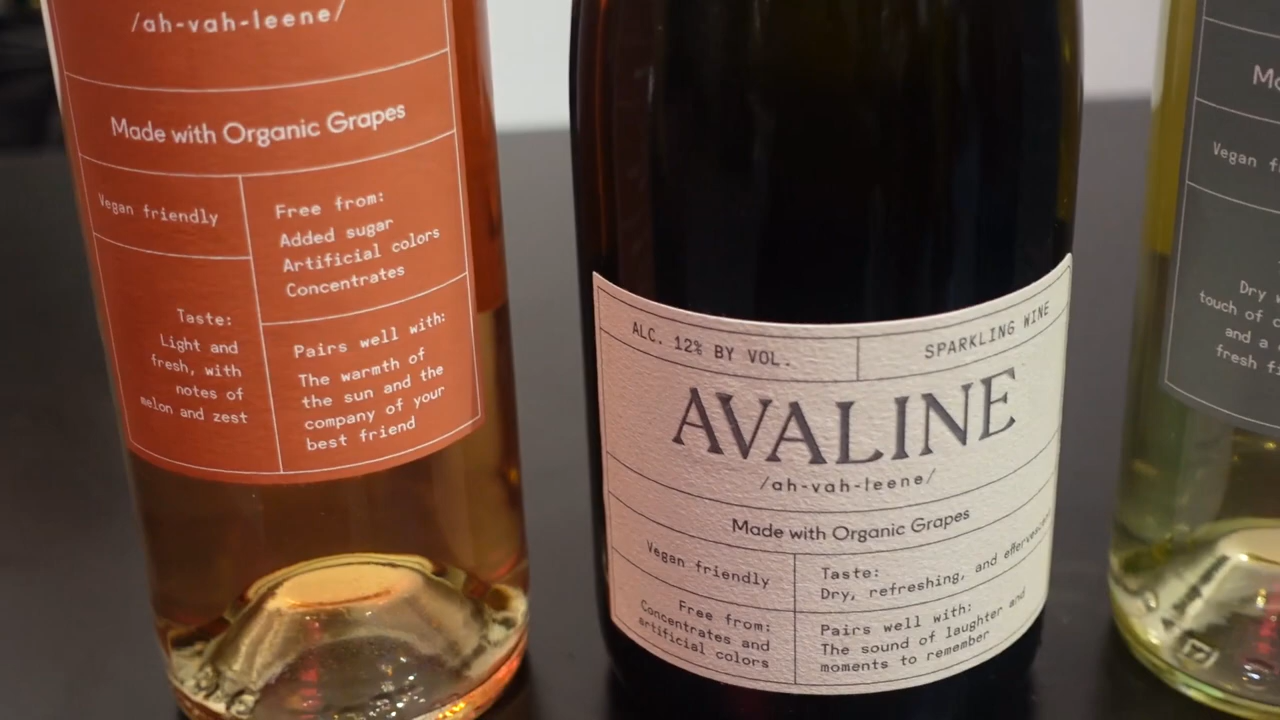 /ah-vah-leene/
Made with Organic Grapes
Vegan friendly
Free from:
Added sugar
Artificial colors
Concentrates
Taste:
Light and
fresh, with
notes of
melon and zest
Pairs well with:
The warmth of
the sun and the
company of your
best friend
ALC. 12% BY VOL.
SPARKLING WINE
AVALINE
/ah-vah-leene/
Made with Organic Grapes
Vegan friendly
Taste:
Dry, refreshing, and effervescent
Free from:
Concentrates and
artificial colors
Pairs well with:
The sound of laughter and
moments to remember
Vegan
Dry
touch of
and a
fresh